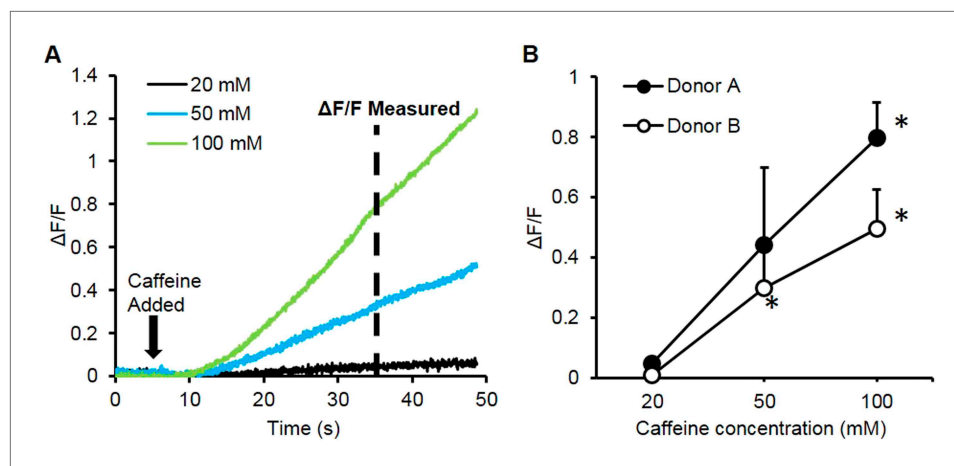 A
1.4
1.2
1
0.8
0.6
0.4
0.2
0
0
10
20
30
40
50
ΔF/F
Time (s)
20 mM
50 mM
100 mM
ΔF/F Measured
Caffeine
Added
B
1
0.8
0.6
0.4
0.2
0
20
50
100
ΔF/F
Caffeine concentration (mM)
Donor A
Donor B
*
*
*